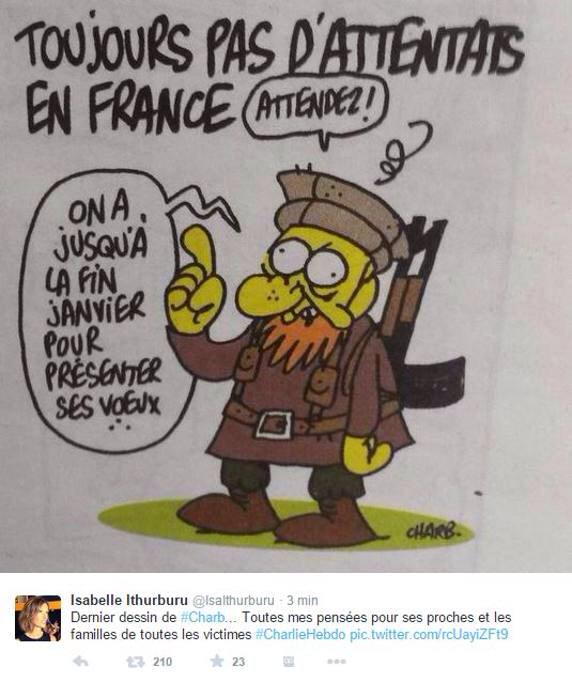 TOUJOURS PAS D'ATTENTATS
EN FRANCE
ATTENDEZ!
ON A
JUSQU'À
LA FIN
JANVIER
POUR
PRÉSENTER
SES VOEUX
CHARB.
Isabelle Ithurburu @IsaIthurburu · 3 min
Dernier dessin de #Charb... Toutes mes pensées pour ses proches et les
familles de toutes les victimes #CharlieHebdo pic.twitter.com/rcUayiZFt9
210
23